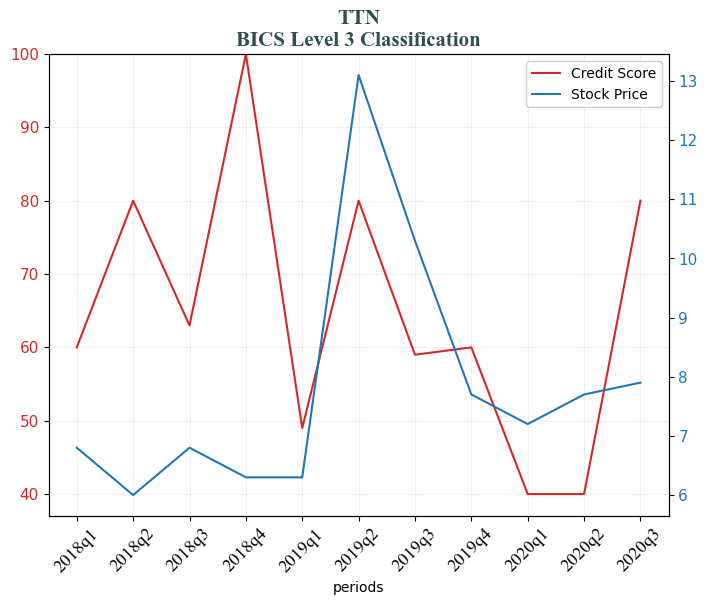 TTN
BICS Level 3 Classification
Credit Score
Stock Price
100
90
80
70
60
50
40
13
12
11
10
9
8
7
6
2018q1
2018q2
2018q3
2018q4
2019q1
2019q2
2019q3
2019q4
2020q1
2020q2
2020q3
periods